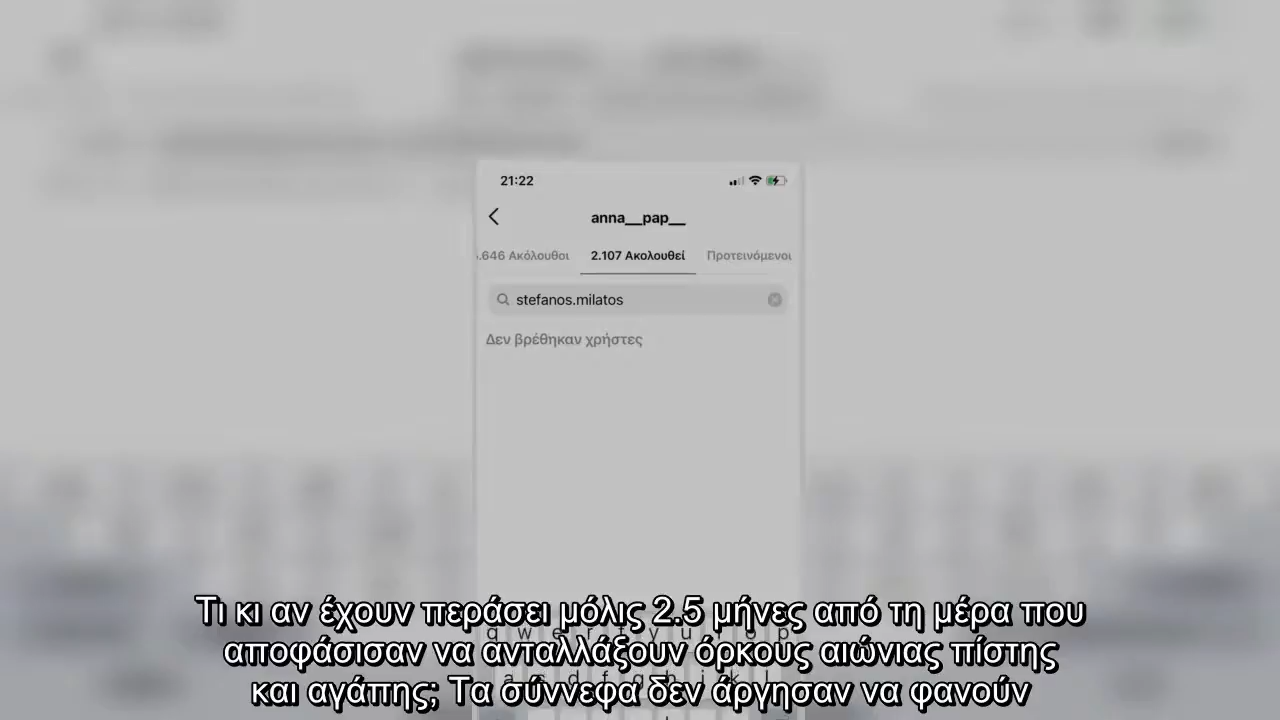 21:22
anna__pap__
.646 Ακόλουθοι 2.107 Ακολουθεί Προτεινόμενοι
stefanos.milatos
Δεν βρέθηκαν χρήστες
Τι κι αν έχουν περάσει μόλις 2.5 μήνες από τη μέρα που
αποφάσισαν να ανταλλάξουν όρκους αιώνιας πίστης
και αγάπης; Τα σύννεφα δεν άργησαν να φανούν